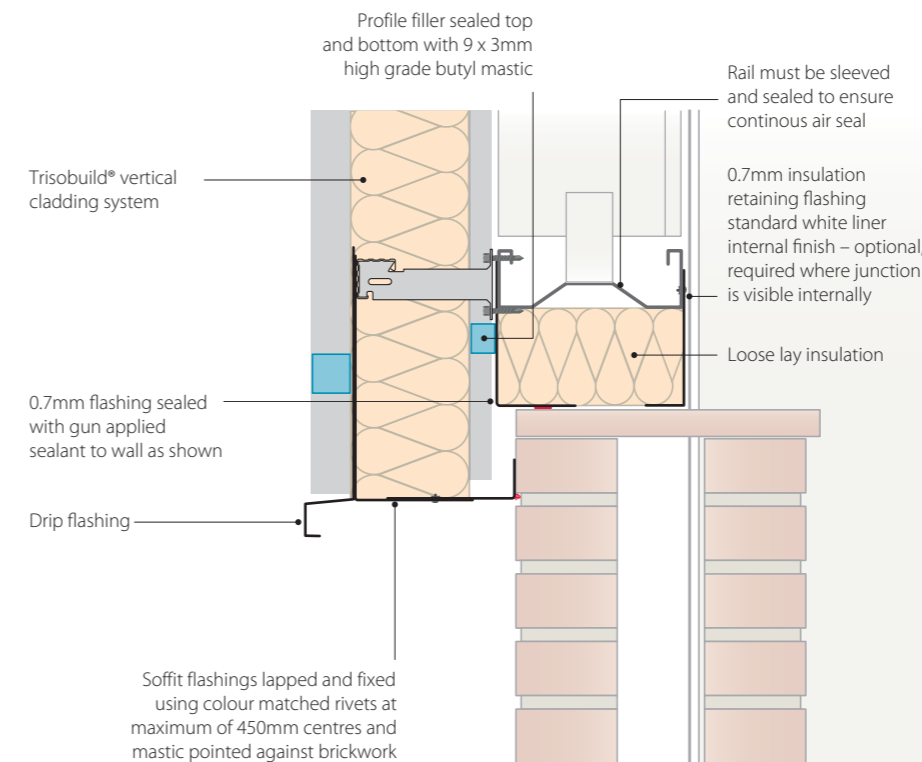 Profile filler sealed top
and bottom with 9 x 3mm
high grade butyl mastic
Rail must be sleeved
and sealed to ensure
continous air seal
Trisobuild® vertical
cladding system
0.7mm insulation
retaining flashing
standard white liner
internal finish – optional,
required where junction
is visible internally
Loose lay insulation
0.7mm flashing sealed
with gun applied
sealant to wall as shown
Drip flashing
Soffit flashings lapped and fixed
using colour matched rivets at
maximum of 450mm centres and
mastic pointed against brickwork